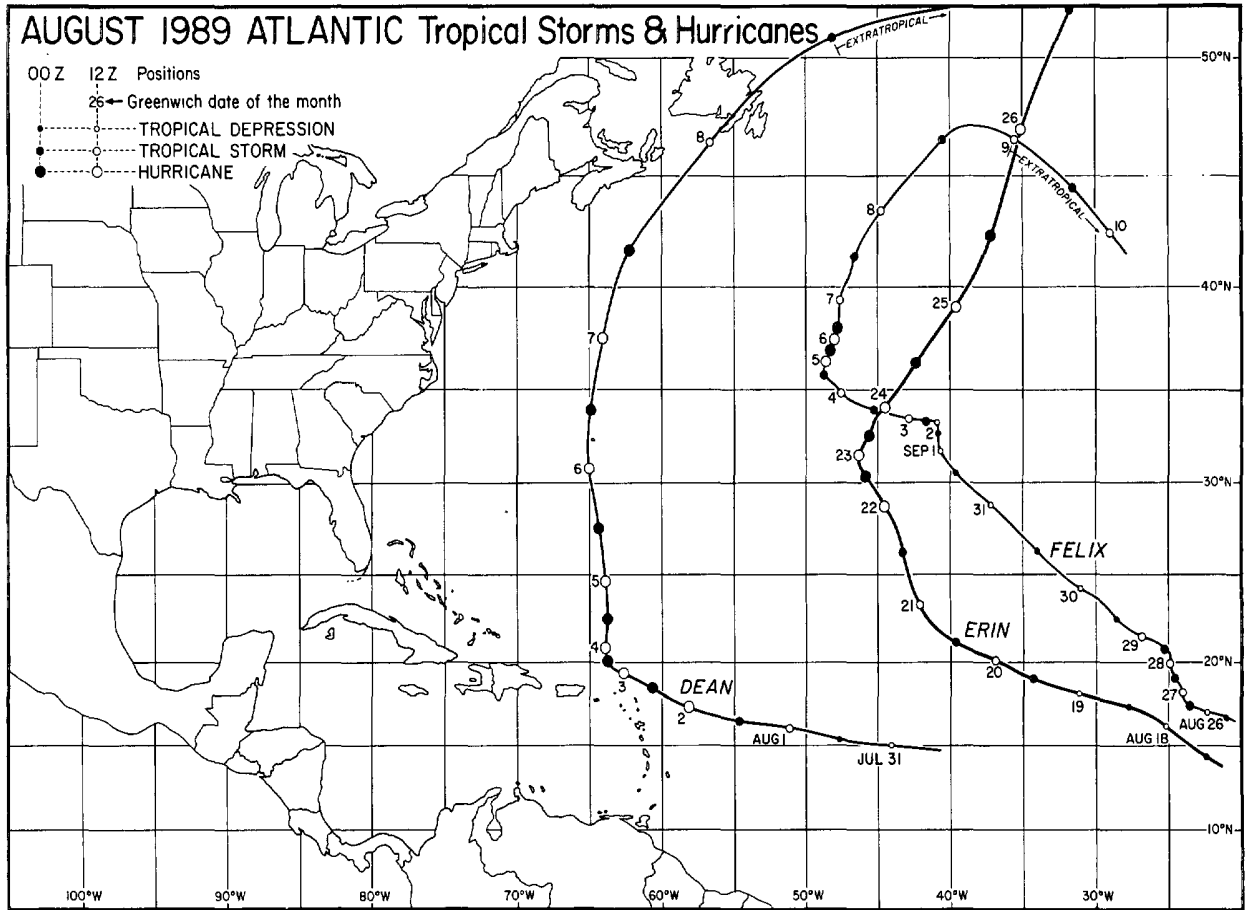 AUGUST 1989 ATLANTIC Tropical Storms & Hurricanes
00 Z 12 Z Positions
26 Greenwich date of the month
TROPICAL DEPRESSION
TROPICAL STORM
HURRICANE
EXTRATROPICAL
50°N
8
26
9
EXTRATROPICAL
8
10
40°N
7
25
7
6
5
4
24
3
2
SEP 1
23
6
30°N
22
31
FELIX
5
30
21
ERIN
29
4
28
20°N
3
20
DEAN
27
2
19
AUG 26
AUG 1
AUG 18
JUL 31
10°N
100°W 90°W 80°W 70°W 60°W 50°W 40°W 30°W